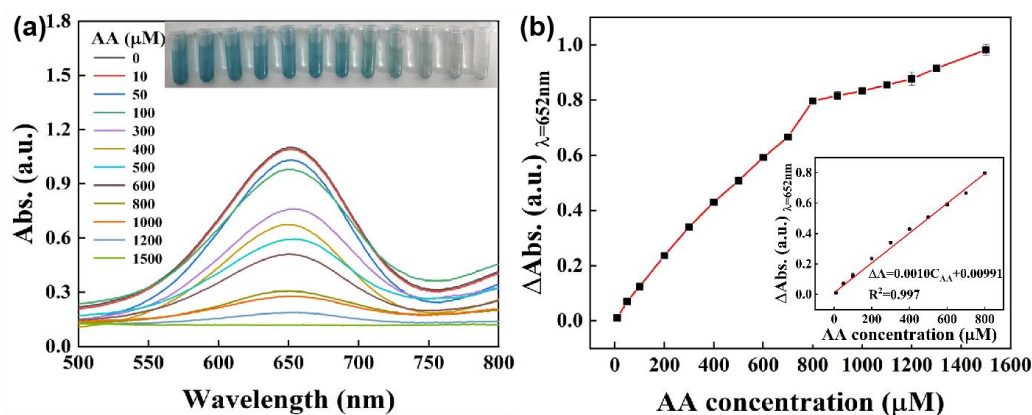 (a)
AA (μM)
0
10
50
100
300
400
500
600
800
1000
1200
1500
1.8
1.5
1.2
0.9
0.6
0.3
0.0
Abs. (a.u.)
500 550 600 650 700 750 800
Wavelength (nm)
(b)
1.0
0.8
0.6
0.4
0.2
0.0
ΔAbs. (a.u.) λ=652nm
0 200 400 600 800 1000 1200 1400 1600
AA concentration (μM)
0.8
0.6
0.4
0.2
0.0
ΔAbs. (a.u.) λ=652nm
ΔA=0.0010CAA+0.00991
R²=0.997
0 200 400 600 800
AA concentration (μM)